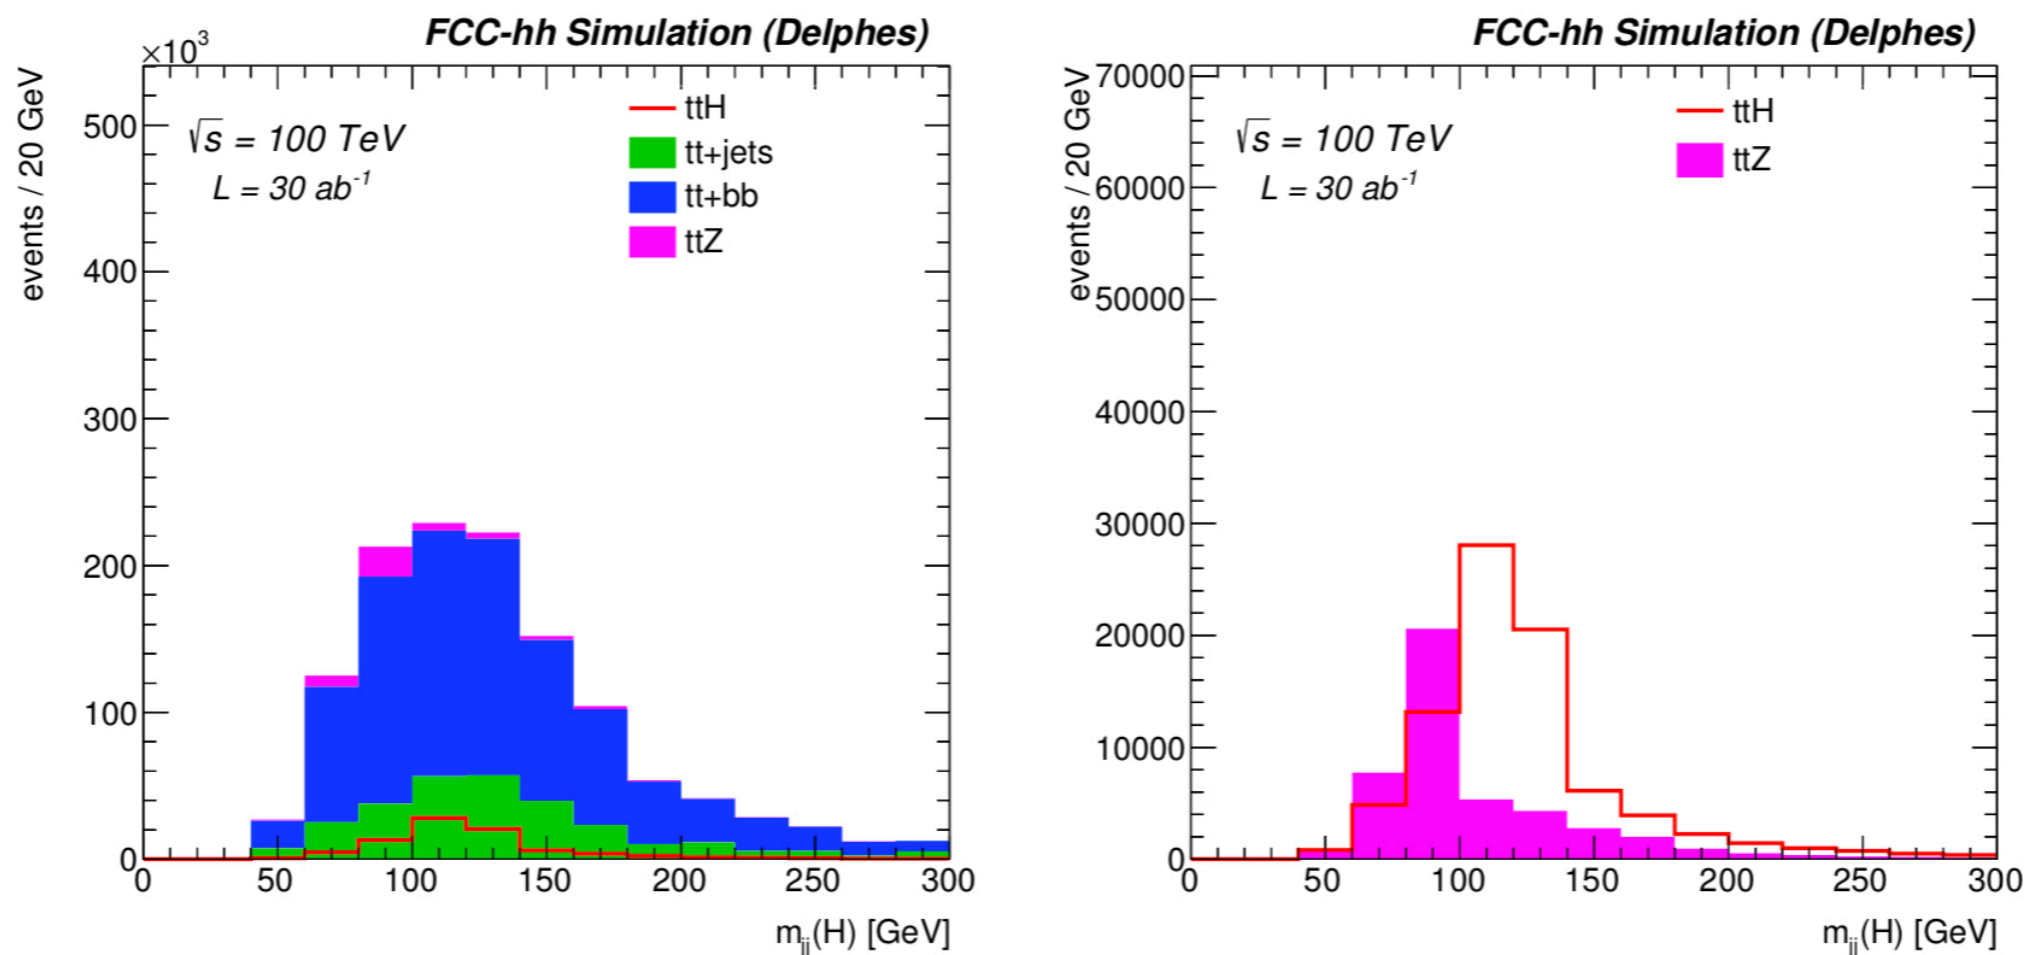 FCC-hh Simulation (Delphes)
×10³
events / 20 GeV
√s = 100 TeV
L = 30 ab⁻¹
ttH
tt+jets
tt+bb
ttZ
500
400
300
200
100
0
0 50 100 150 200 250 300
mjj(H) [GeV]
FCC-hh Simulation (Delphes)
events / 20 GeV
√s = 100 TeV
L = 30 ab⁻¹
ttH
ttZ
70000
60000
50000
40000
30000
20000
10000
0
0 50 100 150 200 250 300
mjj(H) [GeV]